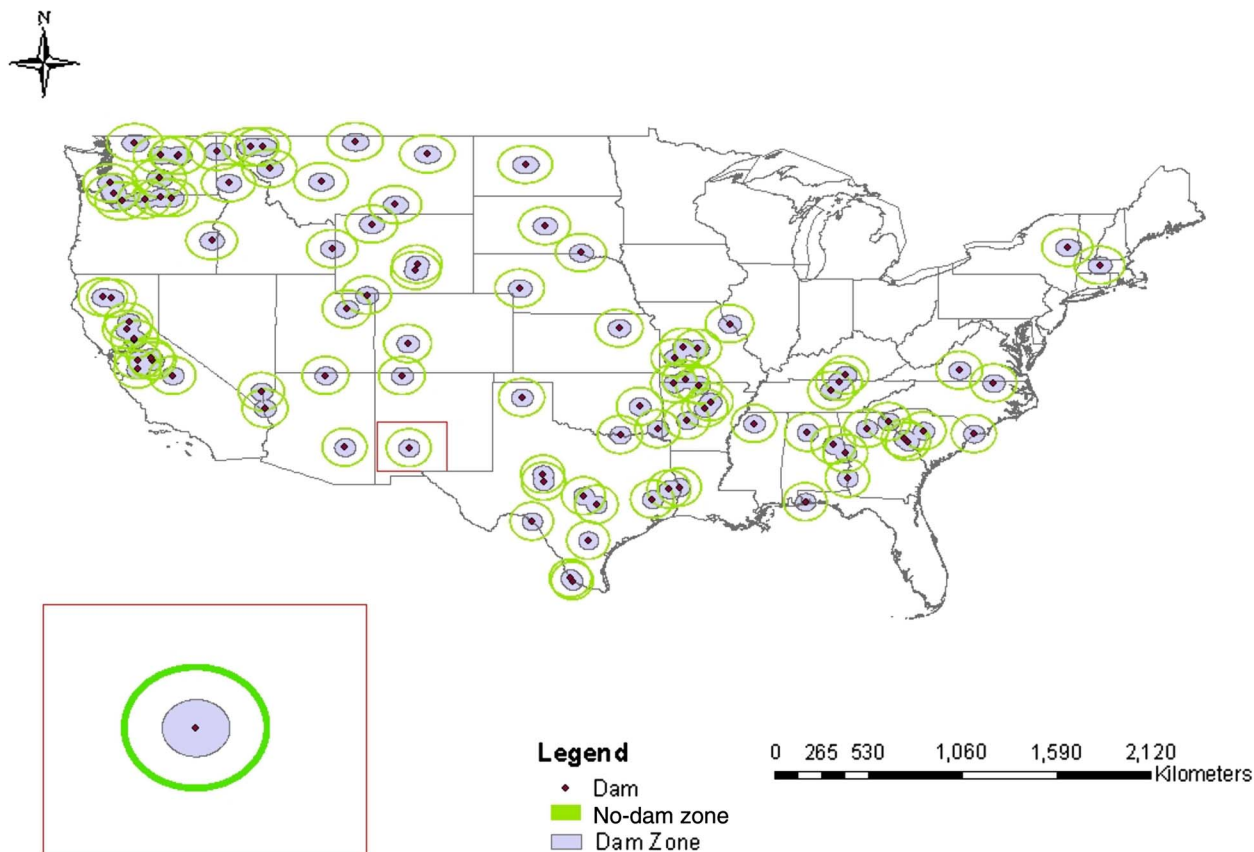 N
Legend
Dam
No-dam zone
Dam Zone
0 265 530 1,060 1,590 2,120
Kilometers